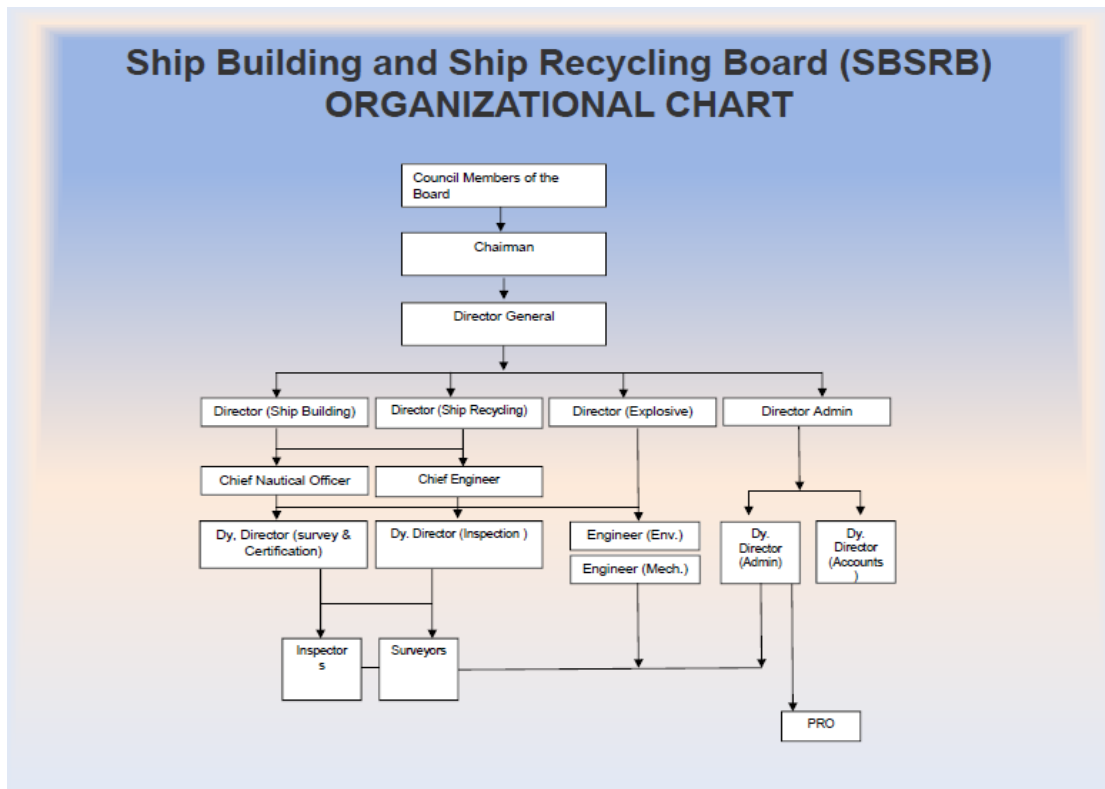 Ship Building and Ship Recycling Board (SBSRB)
ORGANIZATIONAL CHART
Council Members of the
Board
Chairman
Director General
Director (Ship Building)
Director (Ship Recycling)
Director (Explosive)
Director Admin
Chief Nautical Officer
Chief Engineer
Dy, Director (survey &
Certification)
Dy. Director (Inspection )
Engineer (Env.)
Engineer (Mech.)
Dy.
Director
(Admin)
Dy.
Director
(Accounts
)
Inspector
s
Surveyors
PRO